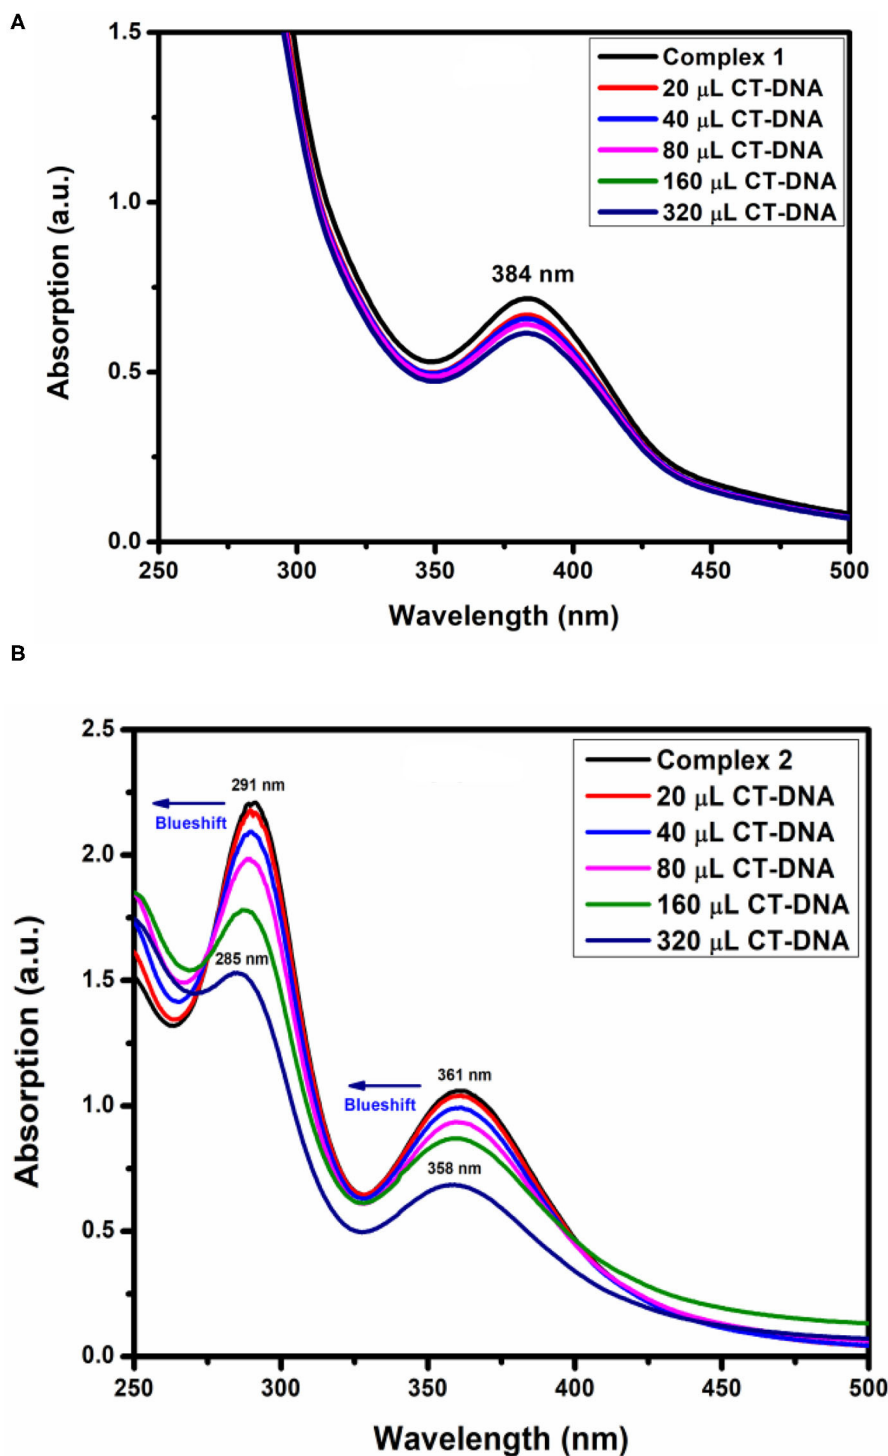 A
1.5
1.0
0.5
0.0
Absorption (a.u.)
Complex 1
20 μL CT-DNA
40 μL CT-DNA
80 μL CT-DNA
160 μL CT-DNA
320 μL CT-DNA
384 nm
250 300 350 400 450 500
Wavelength (nm)
B
2.5
2.0
1.5
1.0
0.5
0.0
Absorption (a.u.)
Complex 2
20 μL CT-DNA
40 μL CT-DNA
80 μL CT-DNA
160 μL CT-DNA
320 μL CT-DNA
291 nm
Blueshift
285 nm
361 nm
Blueshift
358 nm
250 300 350 400 450 500
Wavelength (nm)